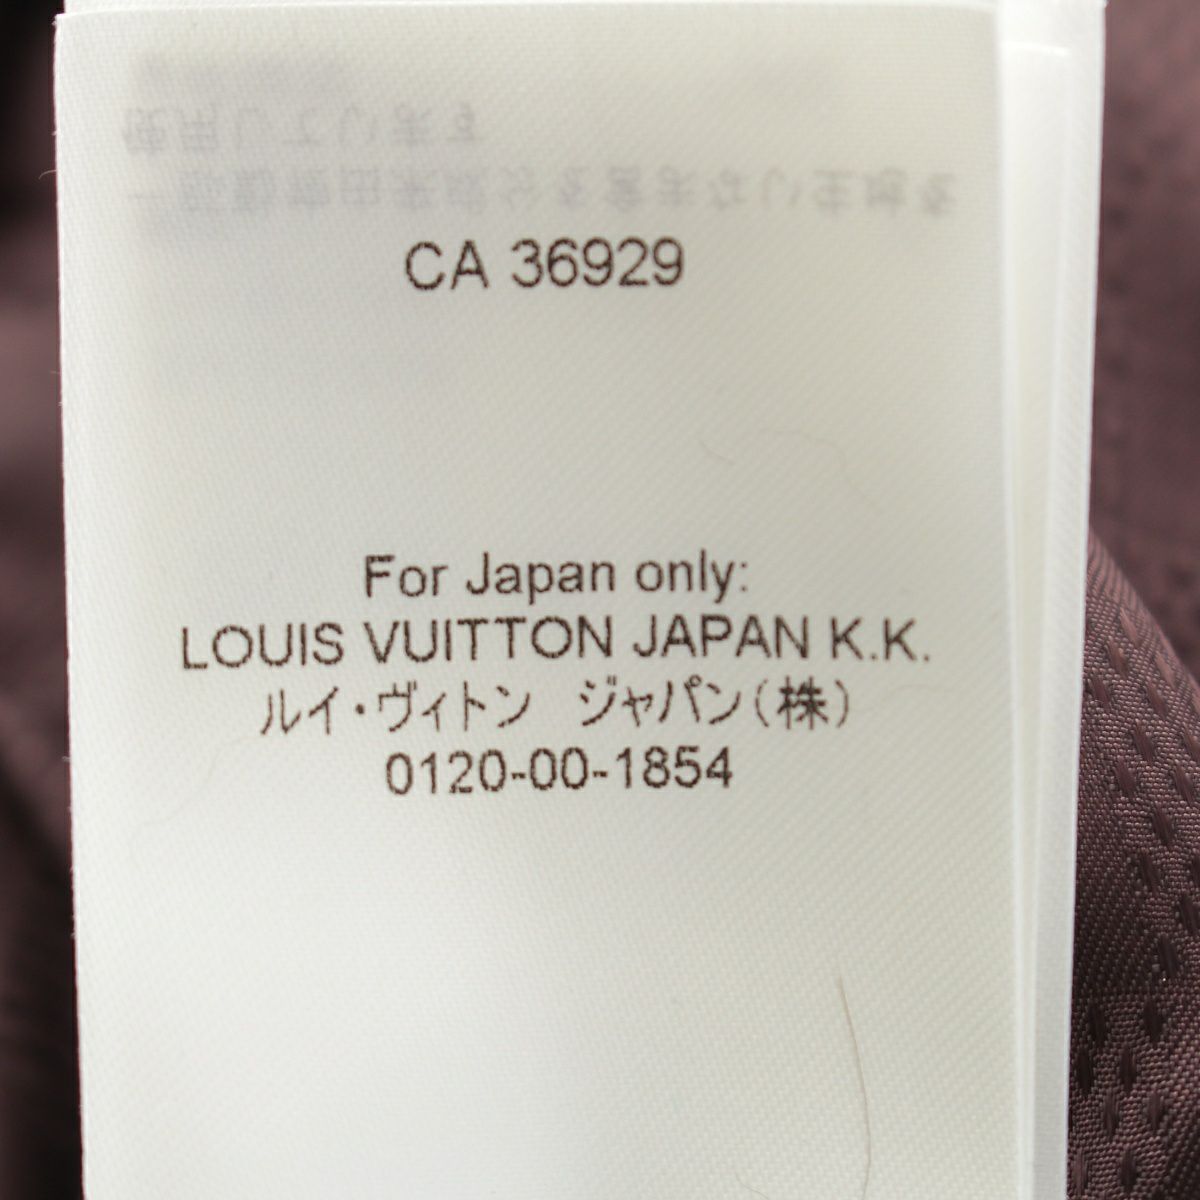 CA 36929
For Japan only:
LOUIS VUITTON JAPAN K.K.
ルイ・ヴィトン ジャパン(株)
0120-00-1854